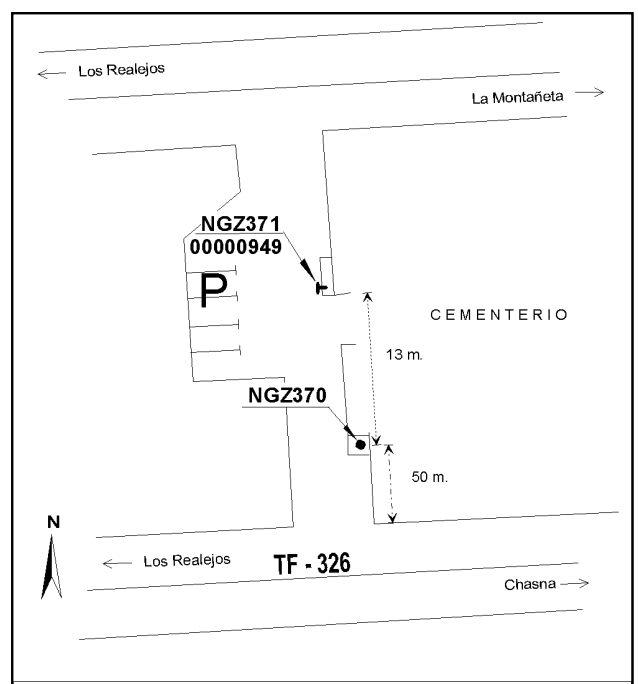 Los Realejos
La Montañeta
NGZ371
00000949
P
CEMENTERIO
13 m.
NGZ370
50 m.
N
Los Realejos
TF - 326
Chasna